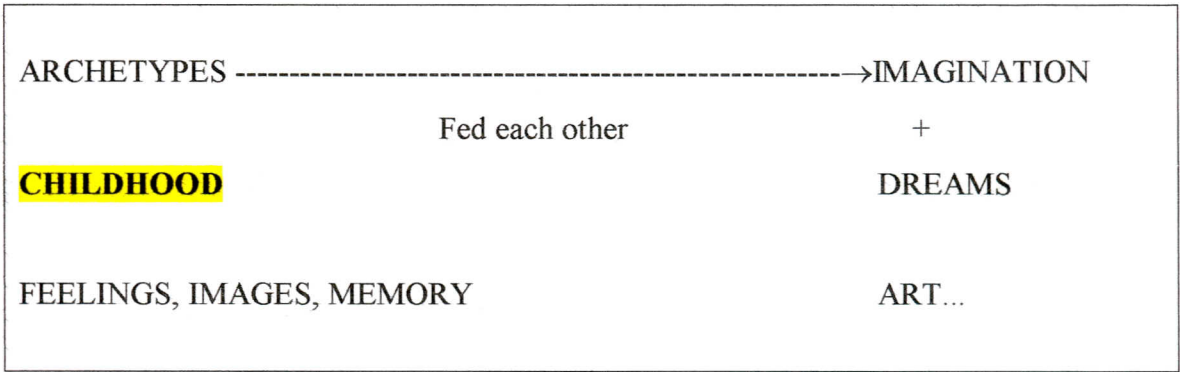 ARCHETYPES --------------------------------------------------------→IMAGINATION
Fed each other +
CHILDHOOD DREAMS
FEELINGS, IMAGES, MEMORY ART...